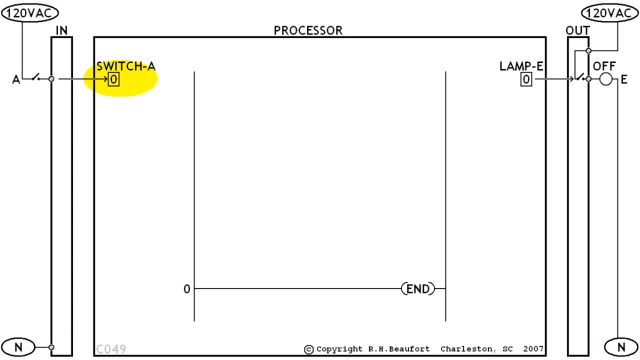 120VAC
120VAC
IN
PROCESSOR
OUT
SWITCH-A
LAMP-E
OFF
A
0
0
E
0
END
N
N
C049
© Copyright R.H.Beaufort Charleston, SC 2007